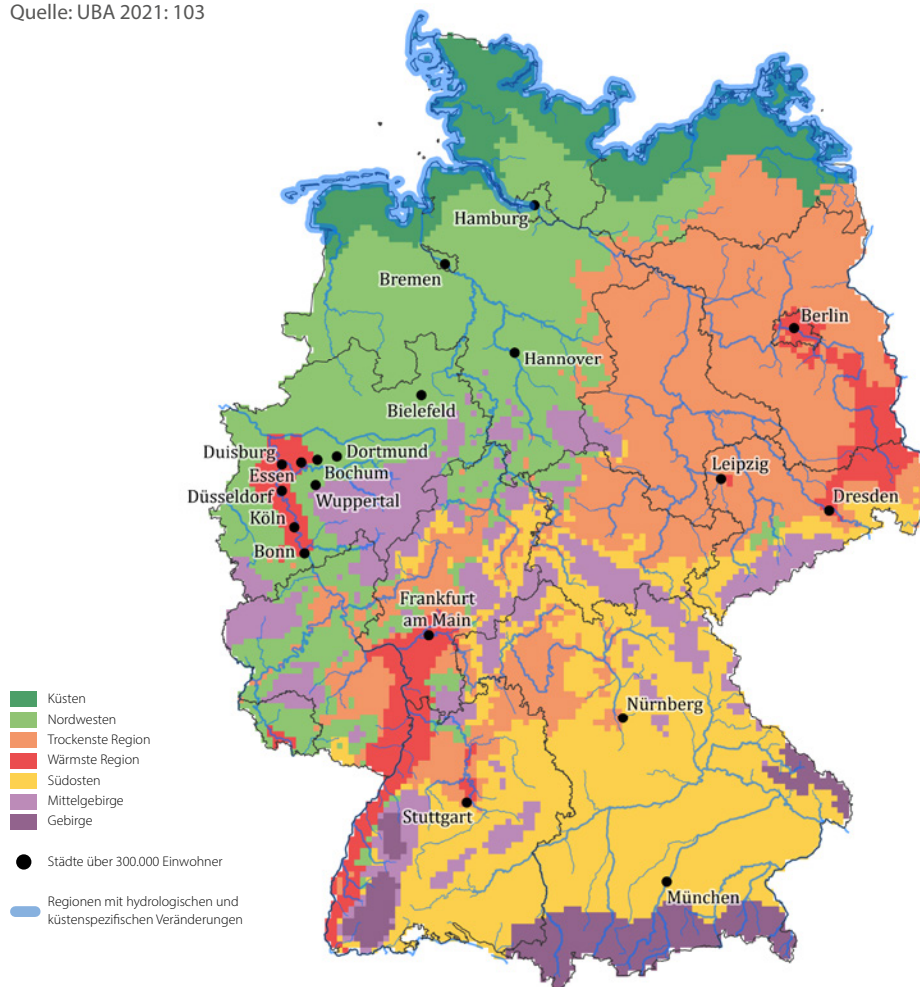 Quelle: UBA 2021: 103
Hamburg
Bremen
Berlin
Hannover
Bielefeld
Duisburg
Dortmund
Essen
Bochum
Leipzig
Düsseldorf
Wuppertal
Dresden
Köln
Bonn
Frankfurt
am Main
Küsten
Nordwesten
Trockenste Region
Wärmste Region
Südosten
Mittelgebirge
Gebirge
Nürnberg
Stuttgart
Städte über 300.000 Einwohner
München
Regionen mit hydrologischen und
küstenspezifischen Veränderungen